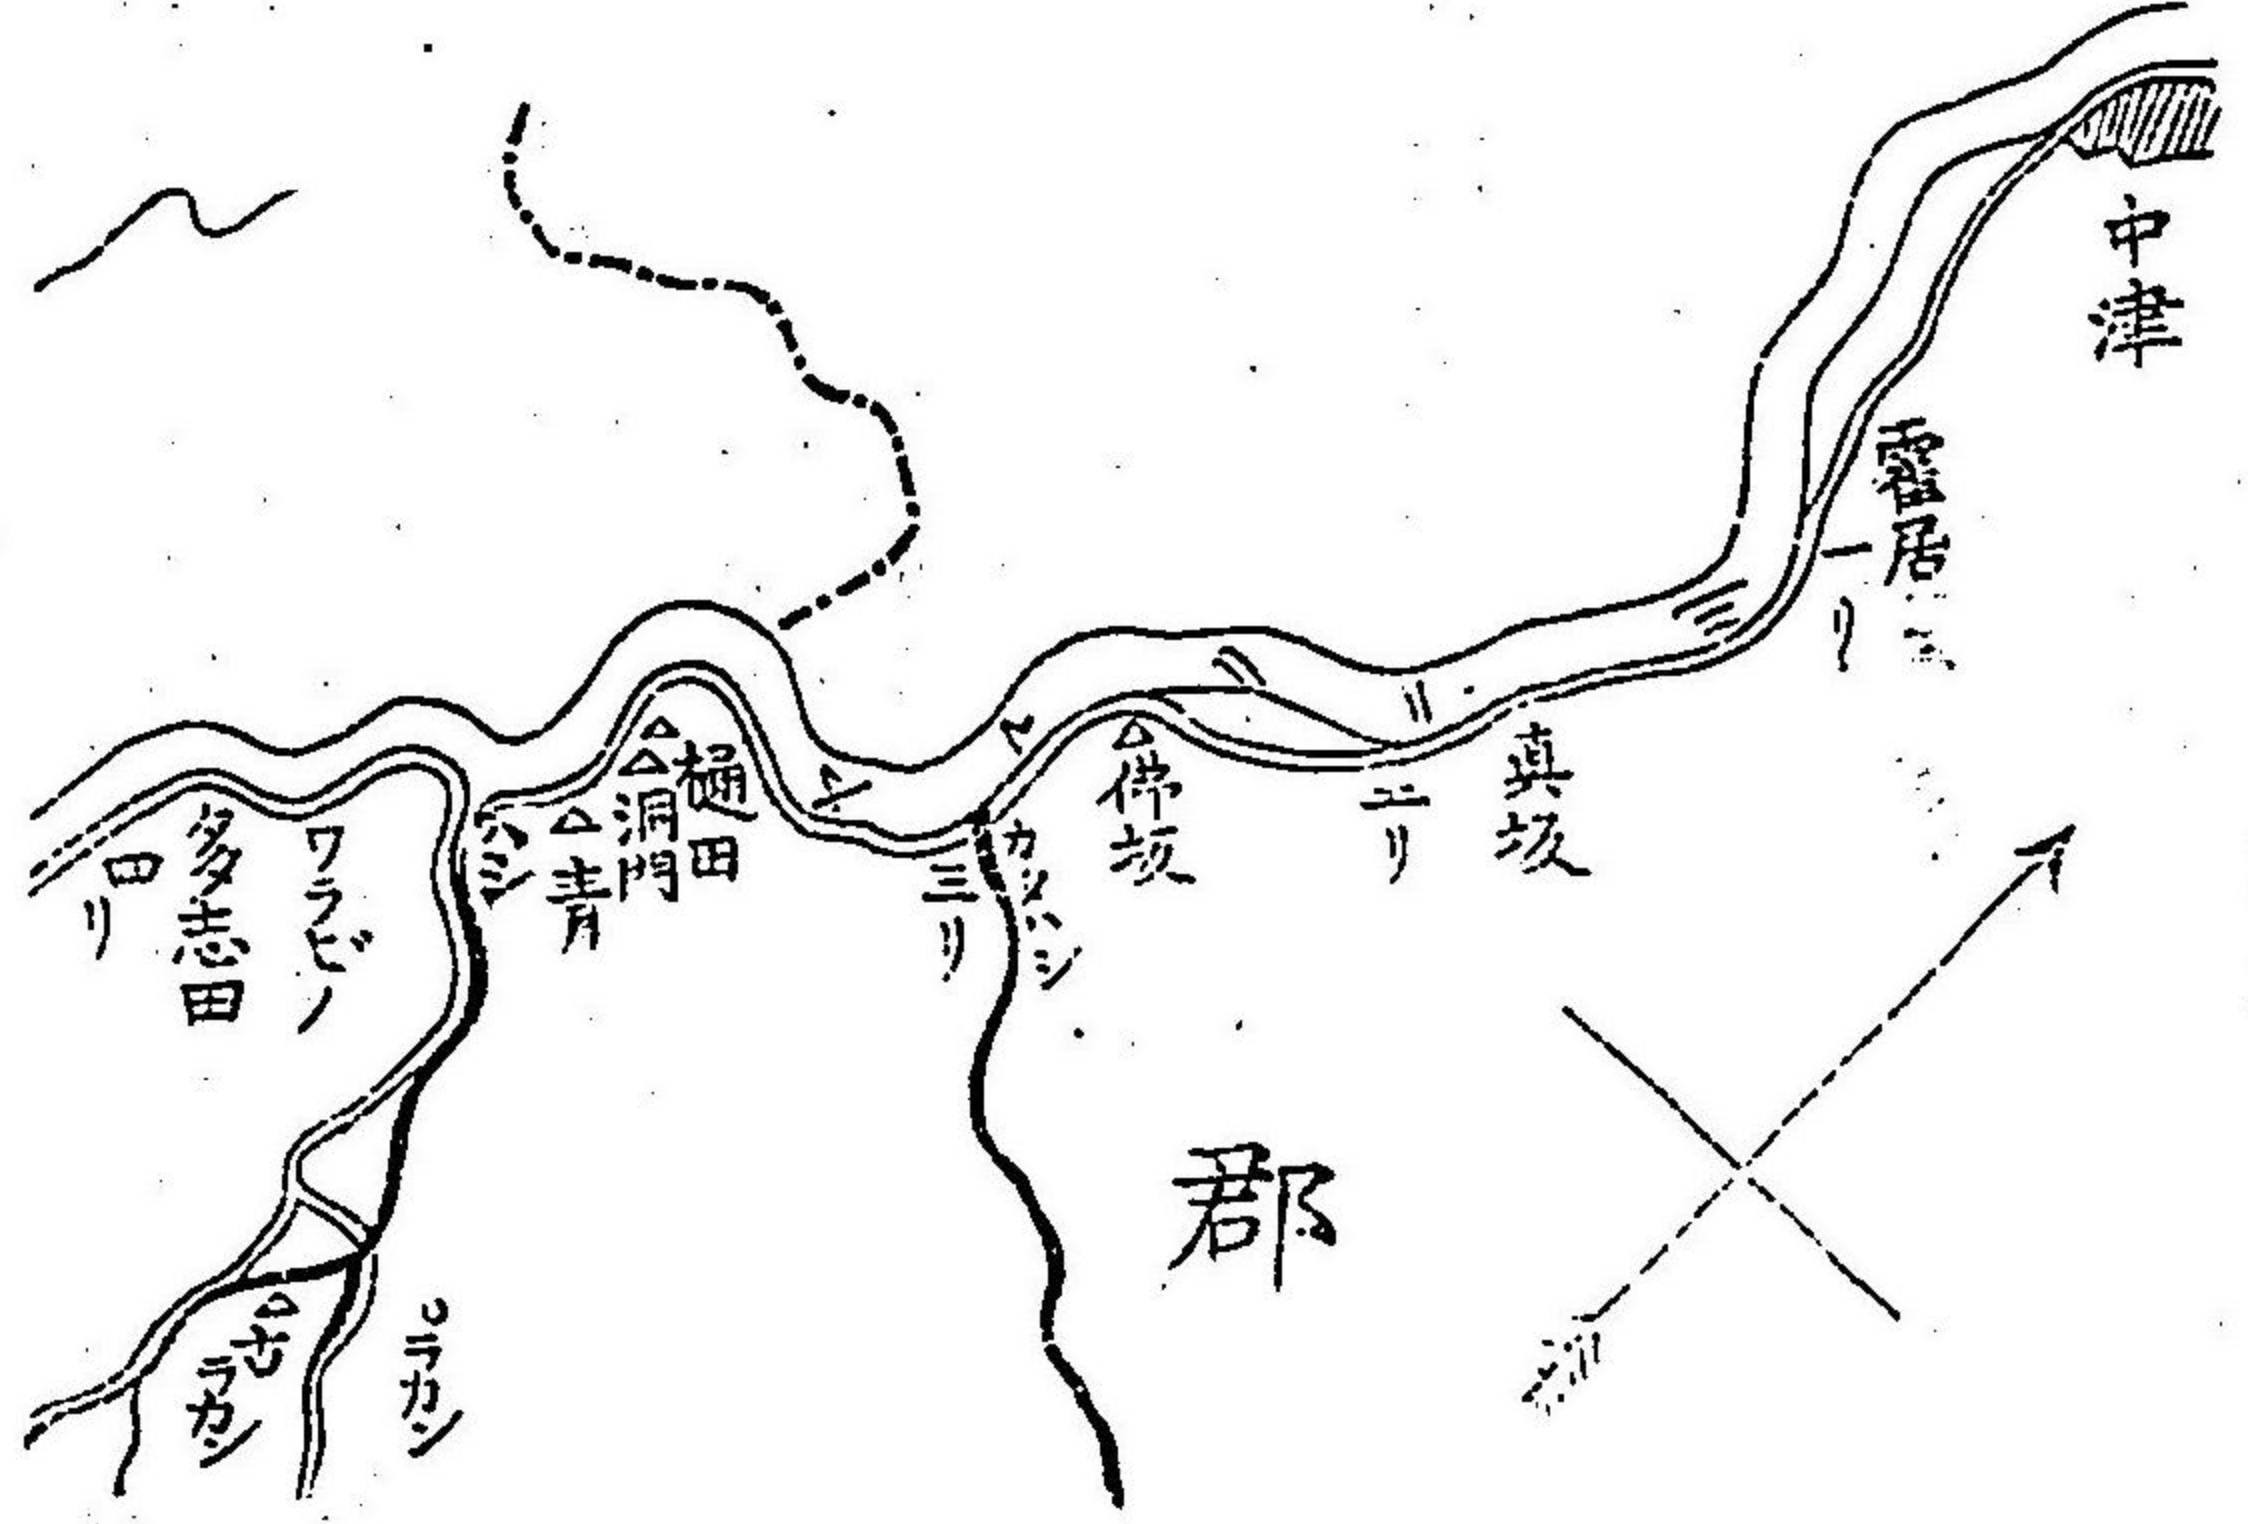 中津
一リ
真坂
二リ
佛坂
カメハシ
三リ
樋田
洞門
青
ハシ
ワラビノ
多志田
四リ
郡
ラカン
古
ラカン